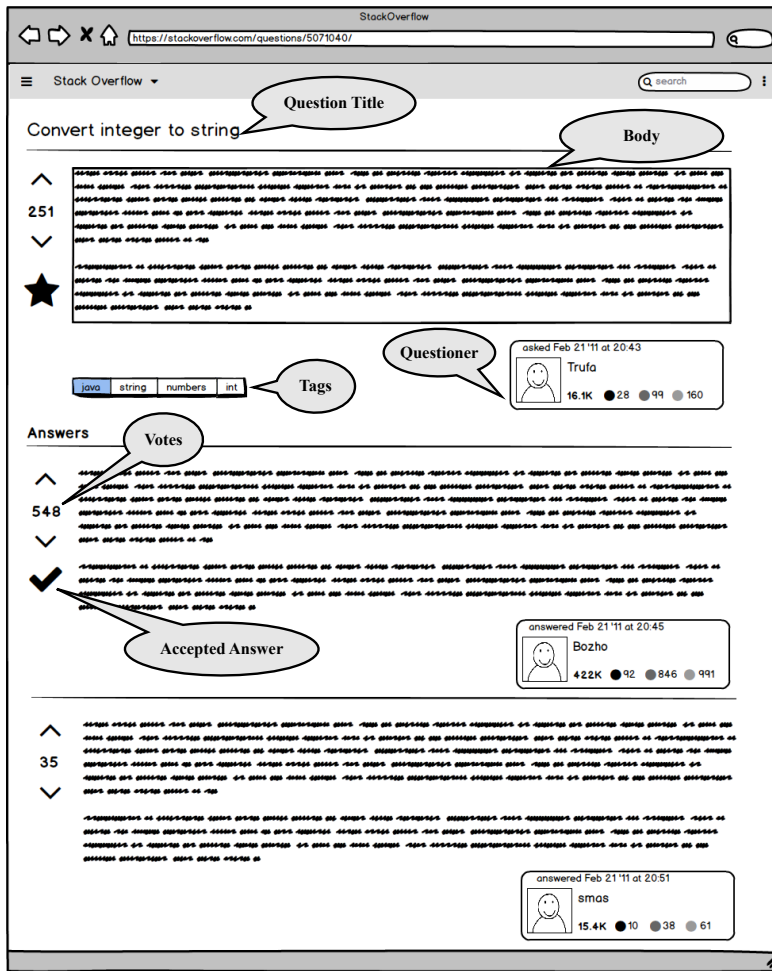 StackOverflow
https://stackoverflow.com/questions/5071040/
Stack Overflow
search
Question Title
Convert integer to string
Body
251
Questioner
asked Feb 21 '11 at 20:43
Trufa
16.1K 28 99 160
java string numbers int
Tags
Answers
Votes
548
Accepted Answer
answered Feb 21 '11 at 20:45
Bozho
422K 92 846 991
35
answered Feb 21 '11 at 20:51
smas
15.4K 10 38 61